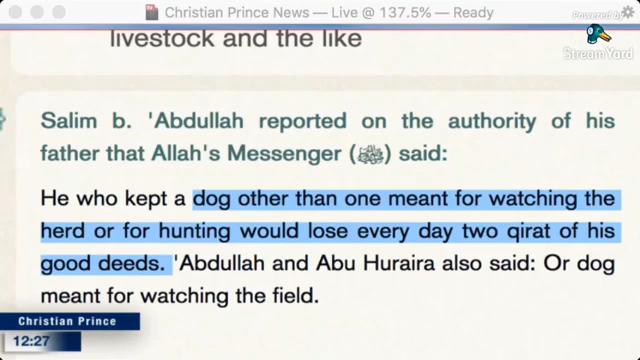 Christian Prince News — Live @ 137.5% — Ready
Powered by
StreamYard
livestock and the like
Salim b. 'Abdullah reported on the authority of his
father that Allah's Messenger (ﷺ) said:
He who kept a dog other than one meant for watching the
herd or for hunting would lose every day two qirat of his
good deeds. 'Abdullah and Abu Huraira also said: Or dog
meant for watching the field.
Christian Prince
12:27